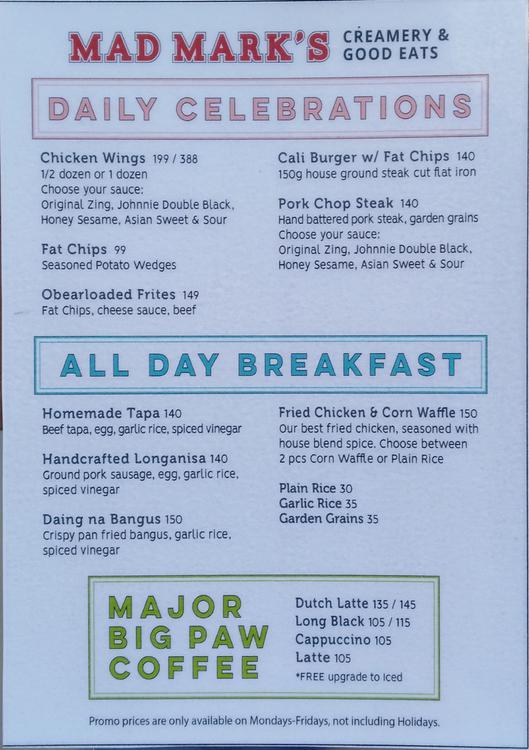 MAD MARK'S CREAMERY &
GOOD EATS
DAILY CELEBRATIONS
Chicken Wings 199 / 388
1/2 dozen or 1 dozen
Choose your sauce:
Original Zing, Johnnie Double Black,
Honey Sesame, Asian Sweet & Sour
Fat Chips 99
Seasoned Potato Wedges
Obearloaded Frites 149
Fat Chips, cheese sauce, beef
Cali Burger w/ Fat Chips 140
150g house ground steak cut flat iron
Pork Chop Steak 140
Hand battered pork steak, garden grains
Choose your sauce:
Original Zing, Johnnie Double Black,
Honey Sesame, Asian Sweet & Sour
ALL DAY BREAKFAST
Homemade Tapa 140
Beef tapa, egg, garlic rice, spiced vinegar
Handcrafted Longanisa 140
Ground pork sausage, egg, garlic rice,
spiced vinegar
Daing na Bangus 150
Crispy pan fried bangus, garlic rice,
spiced vinegar
Fried Chicken & Corn Waffle 150
Our best fried chicken, seasoned with
house blend spice. Choose between
2 pcs Corn Waffle or Plain Rice
Plain Rice 30
Garlic Rice 35
Garden Grains 35
MAJOR
BIG PAW
COFFEE
Dutch Latte 135 / 145
Long Black 105 / 115
Cappuccino 105
Latte 105
*FREE upgrade to Iced
Promo prices are only available on Mondays-Fridays, not including Holidays.